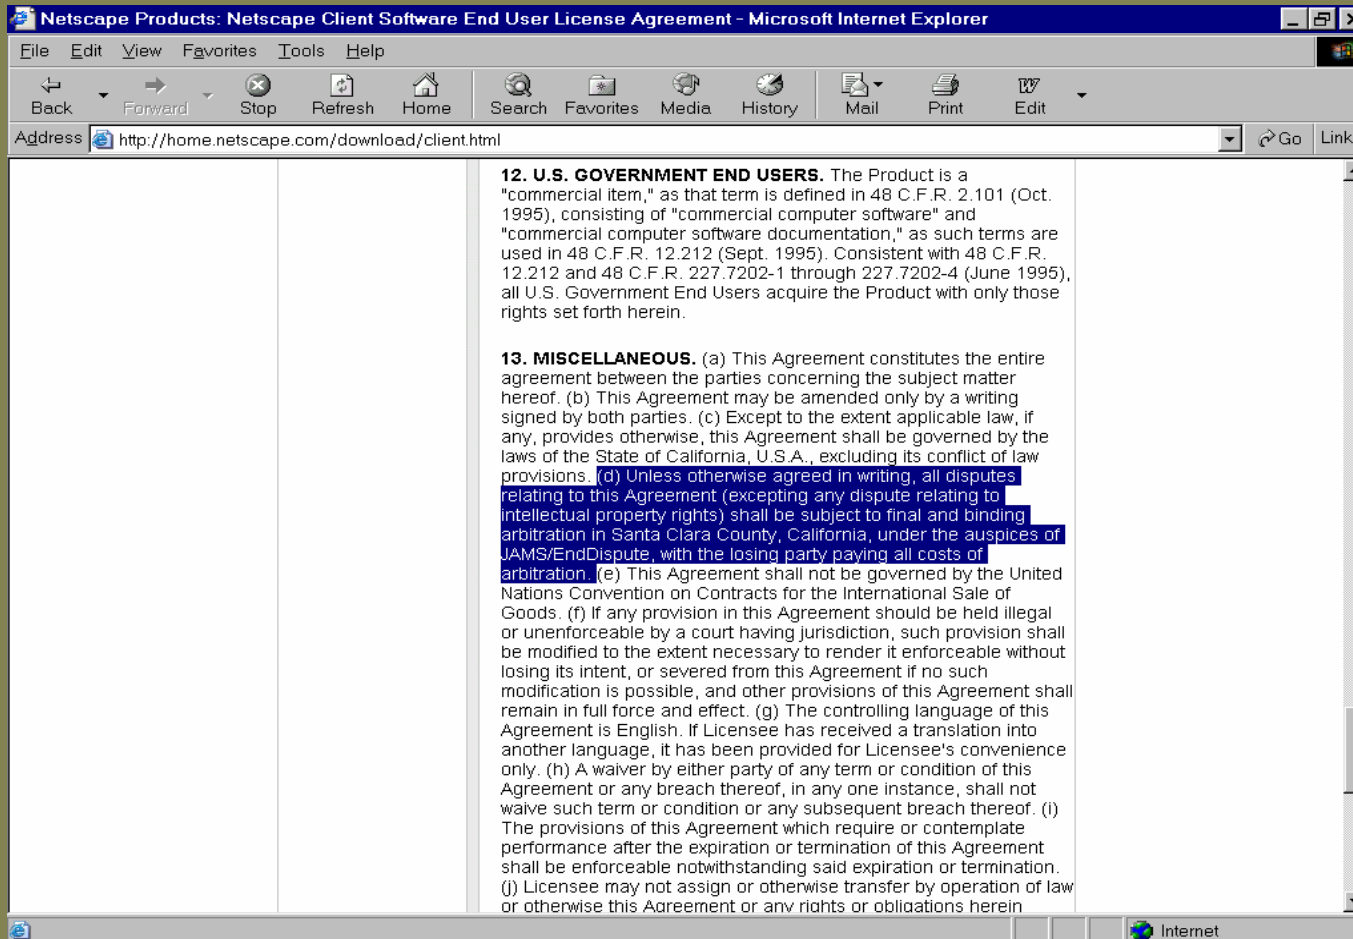 Netscape Products: Netscape Client Software End User License Agreement - Microsoft Internet Explorer
File Edit View Favorites Tools Help
Back Forward Stop Refresh Home Search Favorites Media History Mail Print Edit
Address http://home.netscape.com/download/client.html Go Link
12. U.S. GOVERNMENT END USERS. The Product is a
"commercial item," as that term is defined in 48 C.F.R. 2.101 (Oct.
1995), consisting of "commercial computer software" and
"commercial computer software documentation," as such terms are
used in 48 C.F.R. 12.212 (Sept. 1995). Consistent with 48 C.F.R.
12.212 and 48 C.F.R. 227.7202-1 through 227.7202-4 (June 1995),
all U.S. Government End Users acquire the Product with only those
rights set forth herein.
13. MISCELLANEOUS. (a) This Agreement constitutes the entire
agreement between the parties concerning the subject matter
hereof. (b) This Agreement may be amended only by a writing
signed by both parties. (c) Except to the extent applicable law, if
any, provides otherwise, this Agreement shall be governed by the
laws of the State of California, U.S.A., excluding its conflict of law
provisions. (d) Unless otherwise agreed in writing, all disputes
relating to this Agreement (excepting any dispute relating to
intellectual property rights) shall be subject to final and binding
arbitration in Santa Clara County, California, under the auspices of
JAMS/EndDispute, with the losing party paying all costs of
arbitration. (e) This Agreement shall not be governed by the United
Nations Convention on Contracts for the International Sale of
Goods. (f) If any provision in this Agreement should be held illegal
or unenforceable by a court having jurisdiction, such provision shall
be modified to the extent necessary to render it enforceable without
losing its intent, or severed from this Agreement if no such
modification is possible, and other provisions of this Agreement shall
remain in full force and effect. (g) The controlling language of this
Agreement is English. If Licensee has received a translation into
another language, it has been provided for Licensee's convenience
only. (h) A waiver by either party of any term or condition of this
Agreement or any breach thereof, in any one instance, shall not
waive such term or condition or any subsequent breach thereof. (i)
The provisions of this Agreement which require or contemplate
performance after the expiration or termination of this Agreement
shall be enforceable notwithstanding said expiration or termination.
(j) Licensee may not assign or otherwise transfer by operation of law
or otherwise this Agreement or any rights or obligations herein
Internet